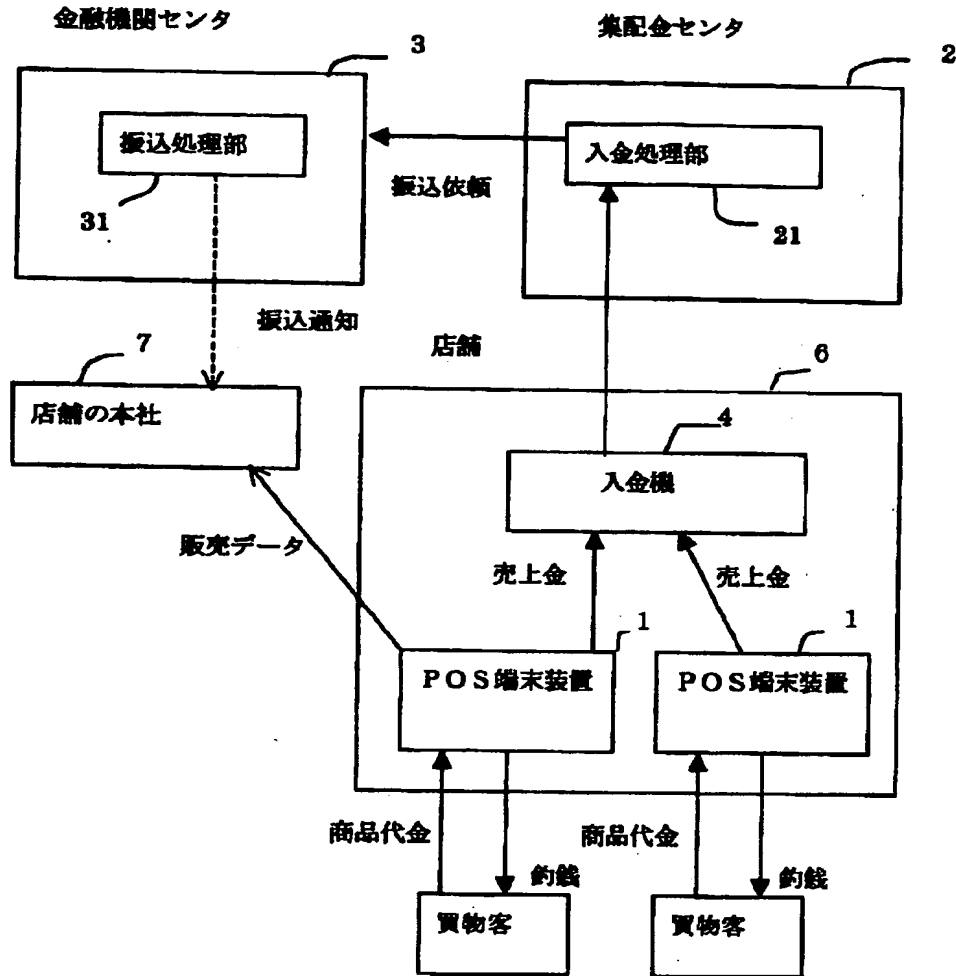 金融機関センタ
集配金センタ
3
2
振込処理部
入金処理部
振込依頼
31
21
振込通知
店舗
7
6
店舗の本社
4
入金機
販売データ
売上金
売上金
1
1
POS端末装置
POS端末装置
商品代金
商品代金
釣銭
釣銭
買物客
買物客